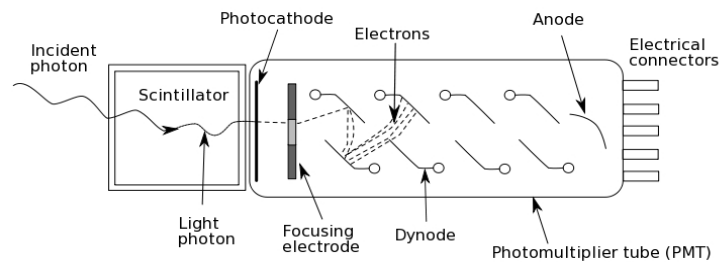 Photocathode
Anode
Incident
photon
Electrons
Electrical
connectors
Scintillator
Light
photon
Focusing
electrode
Dynode
Photomultiplier tube (PMT)